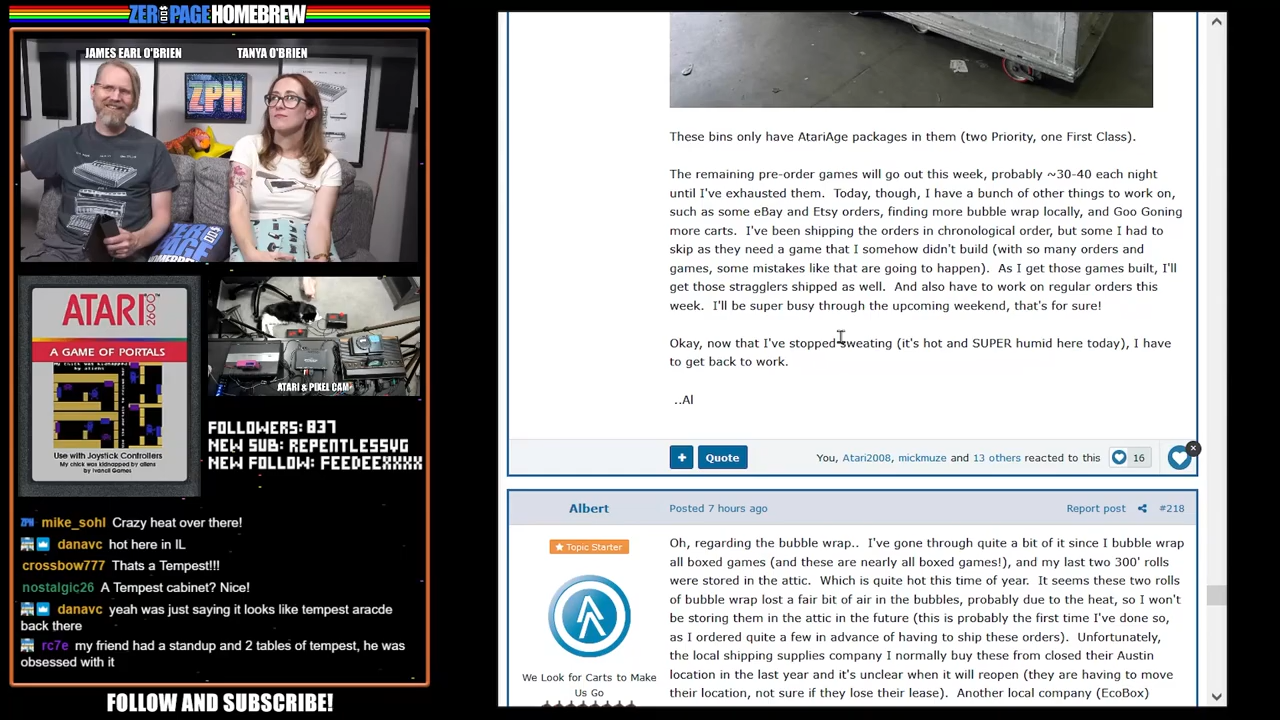 ZERO PAGE HOMEBREW
JAMES EARL O'BRIEN
TANYA O'BRIEN
ZPH
ATARI 2600
A GAME OF PORTALS
My chick was kidnapped
by aliens
Use with Joystick Controllers
My chick was kidnapped by aliens
by Ivancil Games
ATARI & PIXEL CAM
FOLLOWERS: 837
NEW SUB: REPENTLESSVG
NEW FOLLOW: FEEDEEXXXX
mike_sohl Crazy heat over there!
danavc hot here in IL
crossbow777 Thats a Tempest!!!
nostalgic26 A Tempest cabinet? Nice!
danavc yeah was just saying it looks like tempest aracde
back there
rc7e my friend had a standup and 2 tables of tempest, he was
obsessed with it
FOLLOW AND SUBSCRIBE!
These bins only have AtariAge packages in them (two Priority, one First Class).
The remaining pre-order games will go out this week, probably ~30-40 each night
until I've exhausted them.  Today, though, I have a bunch of other things to work on,
such as some eBay and Etsy orders, finding more bubble wrap locally, and Goo Goning
more carts.  I've been shipping the orders in chronological order, but some I had to
skip as they need a game that I somehow didn't build (with so many orders and
games, some mistakes like that are going to happen).  As I get those games built, I'll
get those stragglers shipped as well.  And also have to work on regular orders this
week.  I'll be super busy through the upcoming weekend, that's for sure!
Okay, now that I've stopped sweating (it's hot and SUPER humid here today), I have
to get back to work.
..Al
+ Quote
You, Atari2008, mickmuze and 13 others reacted to this 16
Albert
Posted 7 hours ago
Report post #218
Topic Starter
We Look for Carts to Make
Us Go
Oh, regarding the bubble wrap..  I've gone through quite a bit of it since I bubble wrap
all boxed games (and these are nearly all boxed games!), and my last two 300' rolls
were stored in the attic.  Which is quite hot this time of year.  It seems these two rolls
of bubble wrap lost a fair bit of air in the bubbles, probably due to the heat, so I won't
be storing them in the attic in the future (this is probably the first time I've done so,
as I ordered quite a few in advance of having to ship these orders).  Unfortunately,
the local shipping supplies company I normally buy these from closed their Austin
location in the last year and it's unclear when it will reopen (they are having to move
their location, not sure if they lose their lease).  Another local company (EcoBox)